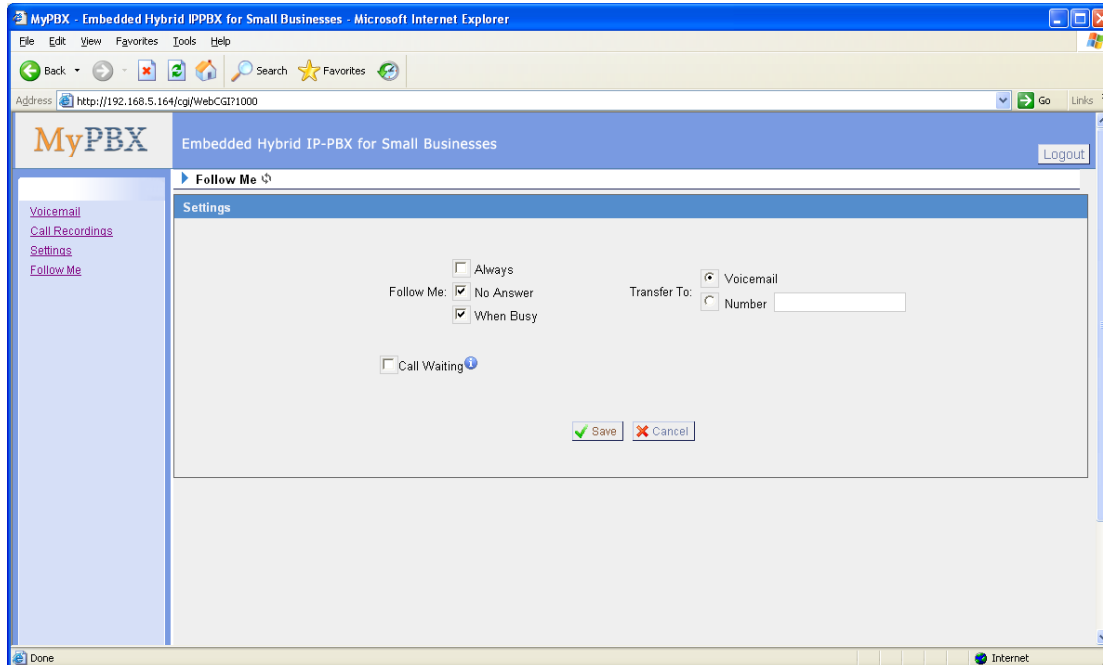 MyPBX - Embedded Hybrid IPPBX for Small Businesses - Microsoft Internet Explorer
File Edit View Favorites Tools Help
Back Search Favorites
Address http://192.168.5.164/cgi/WebCGI?1000 Go Links
MyPBX
Embedded Hybrid IP-PBX for Small Businesses
Logout
Follow Me
Voicemail
Call Recordings
Settings
Follow Me
Settings
Follow Me:
Always
No Answer
When Busy
Transfer To:
Voicemail
Number
Call Waiting
Save Cancel
Done Internet